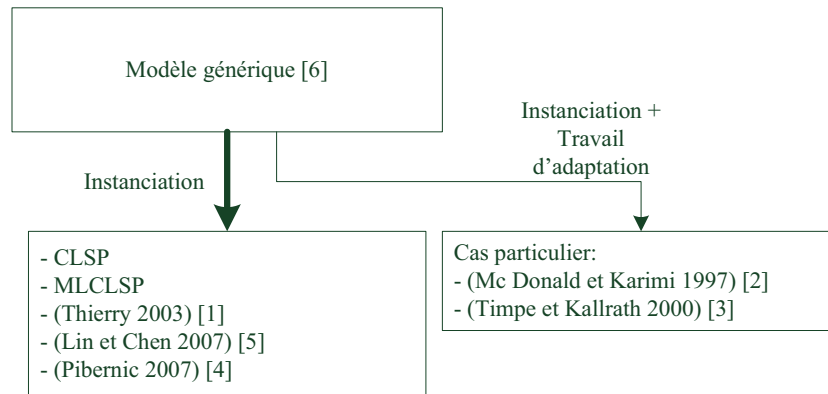 Modèle générique [6]
Instanciation +
Travail
d'adaptation
Instanciation
- CLSP
- MLCLSP
- (Thierry 2003) [1]
- (Lin et Chen 2007) [5]
- (Pibernic 2007) [4]
Cas particulier:
- (Mc Donald et Karimi 1997) [2]
- (Timpe et Kallrath 2000) [3]